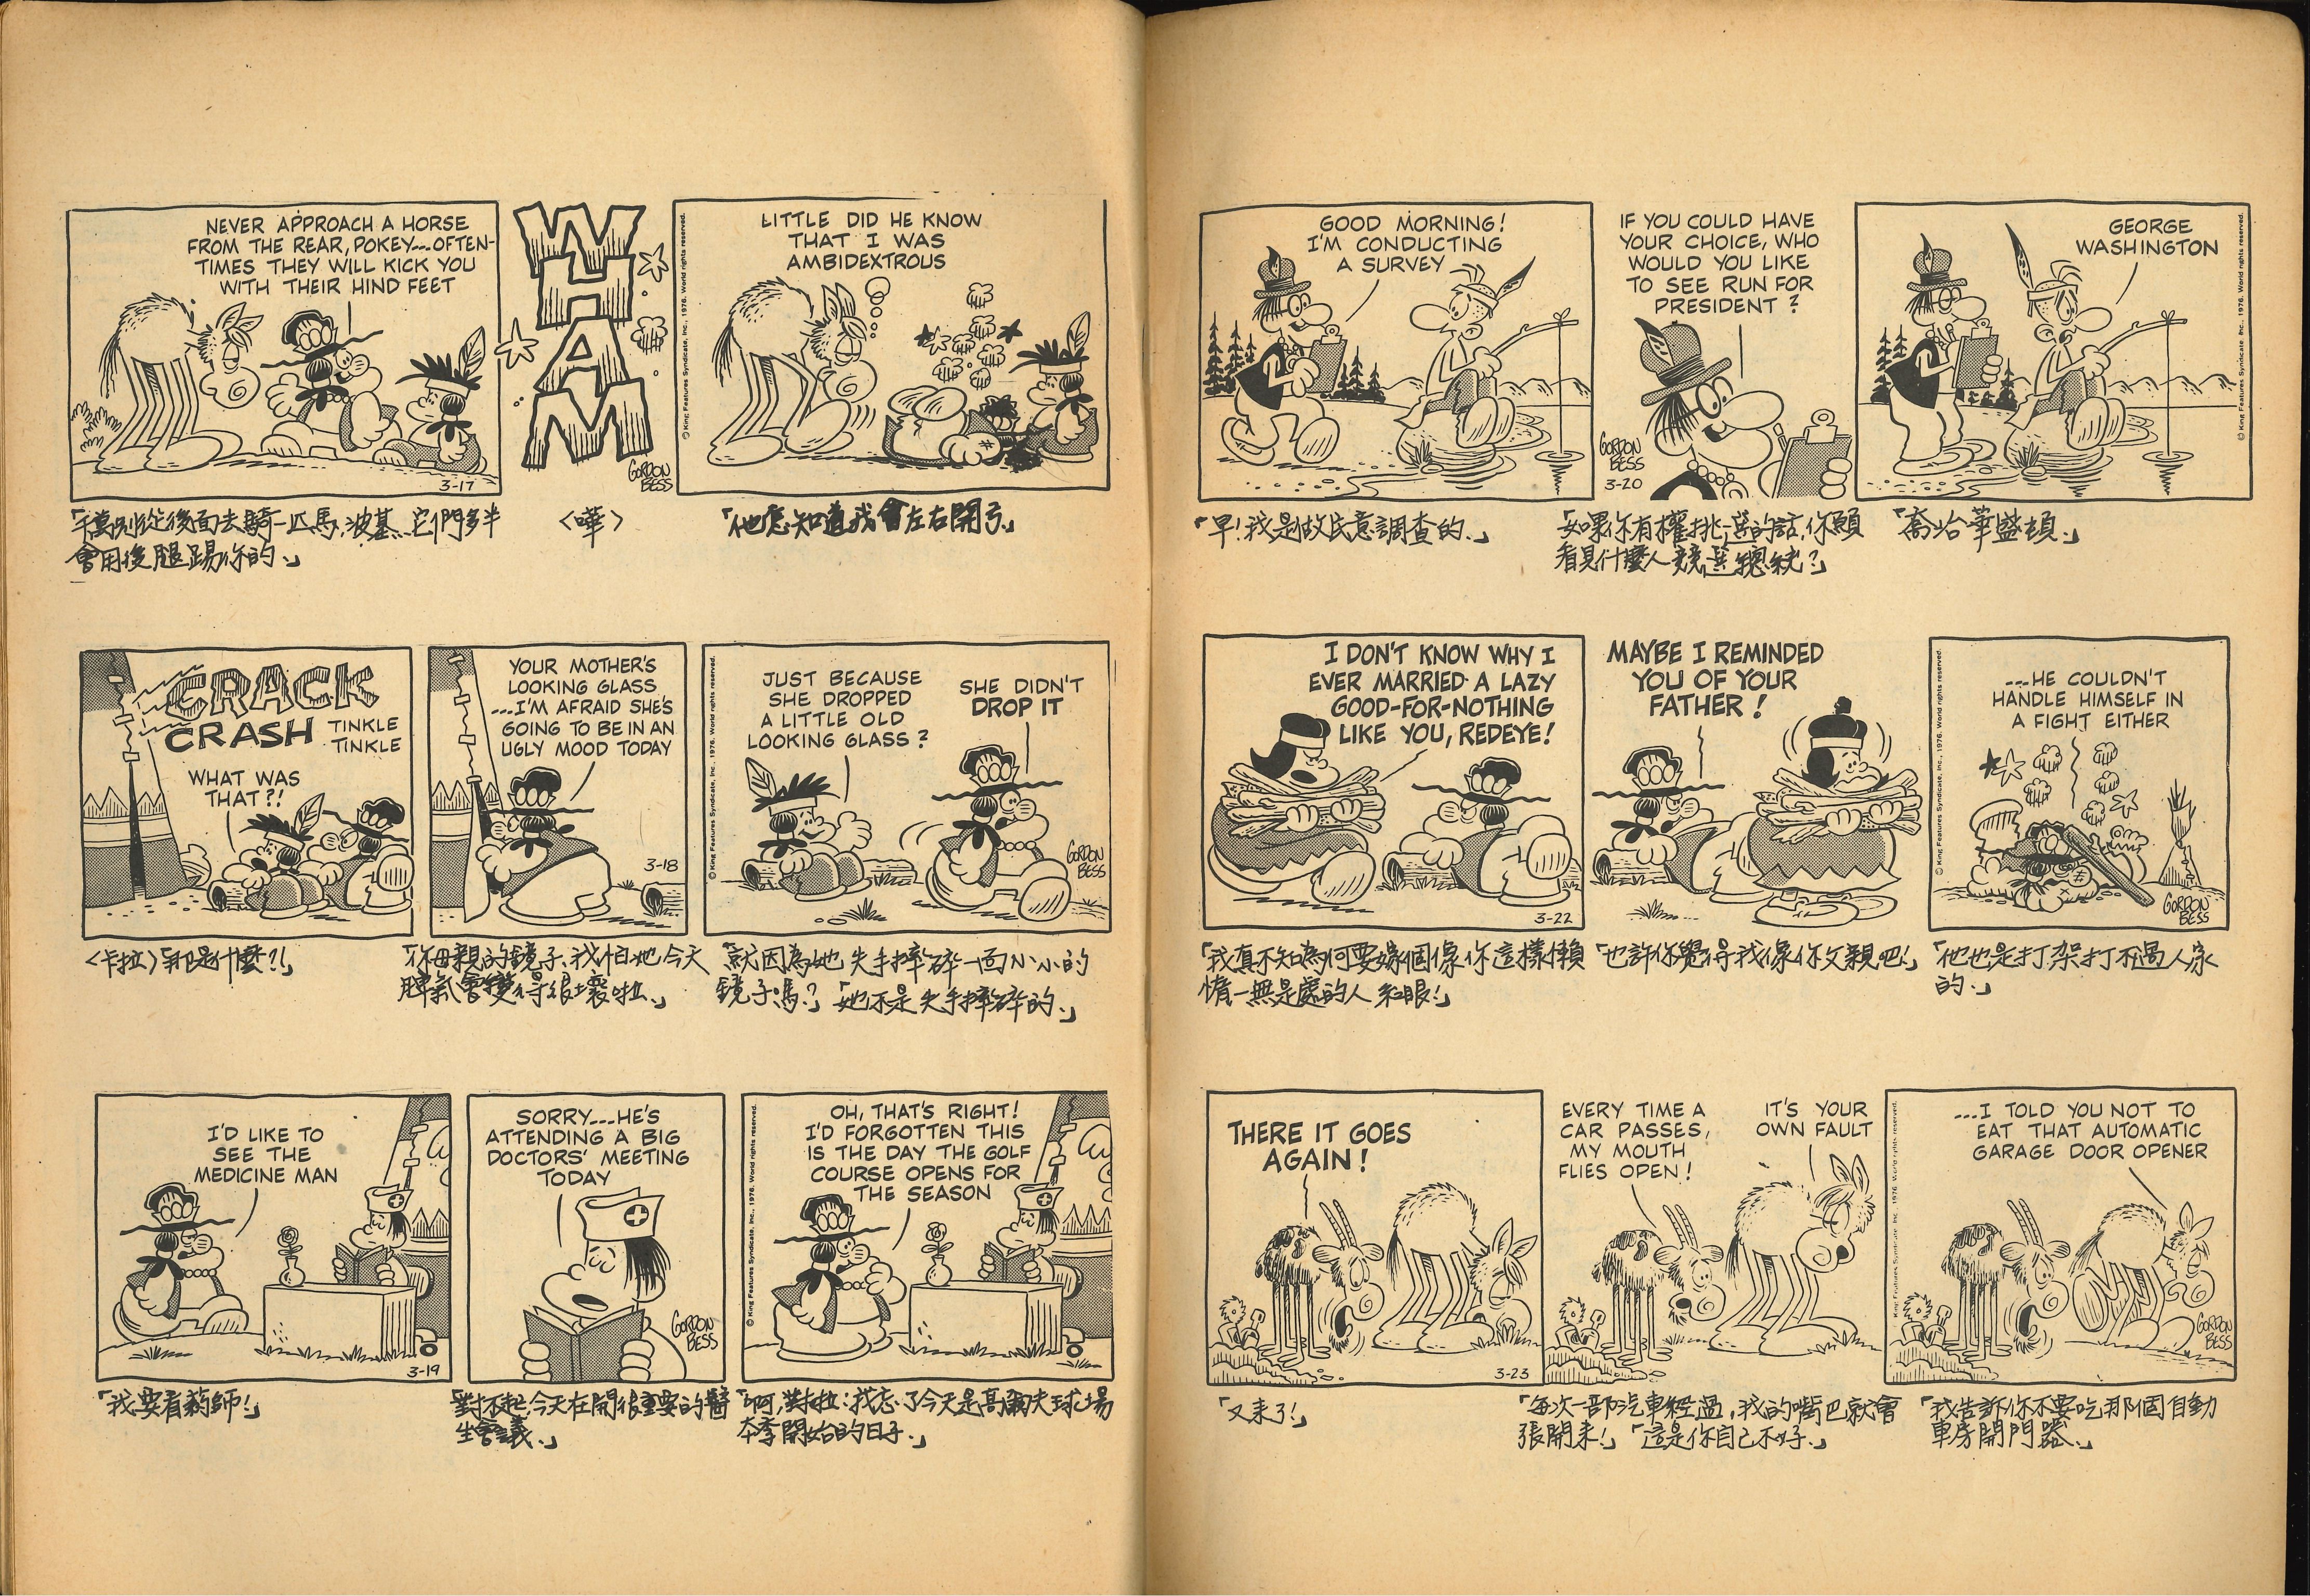 NEVER APPROACH A HORSE
FROM THE REAR, POKEY...OFTEN-
TIMES THEY WILL KICK YOU
WITH THEIR HIND FEET
3-17
WHAM
GORDON
BESS
© King Features Syndicate, Inc., 1976. World rights reserved.
LITTLE DID HE KNOW
THAT I WAS
AMBIDEXTROUS
「千萬別從後面去騎一匹馬,波基…它們多半
會用後腿踢你的。」
〈嘩〉
「他怎知道我會左右開弓。」
CRACK
CRASH TINKLE
TINKLE
WHAT WAS
THAT?!
YOUR MOTHER'S
LOOKING GLASS
...I'M AFRAID SHE'S
GOING TO BE IN AN
UGLY MOOD TODAY
3-18
© King Features Syndicate, Inc., 1976. World rights reserved.
JUST BECAUSE
SHE DROPPED
A LITTLE OLD
LOOKING GLASS?
SHE DIDN'T
DROP IT
GORDON
BESS
〈卡拉〉「那是什麼?!」
「你母親的鏡子,我怕她今天
脾氣會變得很壞啦。」
「就因為她失手摔碎一面小小的
鏡子嗎?」「她不是失手摔碎的。」
I'D LIKE TO
SEE THE
MEDICINE MAN
3-19
SORRY...HE'S
ATTENDING A BIG
DOCTORS' MEETING
TODAY
GORDON
BESS
© King Features Syndicate, Inc., 1976. World rights reserved.
OH, THAT'S RIGHT!
I'D FORGOTTEN THIS
IS THE DAY THE GOLF
COURSE OPENS FOR
THE SEASON
「我要看葯師!」
「對不起,今天在開很重要的醫
生會議。」
「啊,對拉;我忘了今天是高爾夫球場
本季開始的日子。」
GOOD MORNING!
I'M CONDUCTING
A SURVEY
IF YOU COULD HAVE
YOUR CHOICE, WHO
WOULD YOU LIKE
TO SEE RUN FOR
PRESIDENT?
GORDON
BESS
3-20
GEORGE
WASHINGTON
© King Features Syndicate, Inc., 1976. World rights reserved.
「早!我是做民意調查的。」
「如果你有權挑選的話,你願
看見什麼人競選總統?」
「喬治華盛頓。」
I DON'T KNOW WHY I
EVER MARRIED A LAZY
GOOD-FOR-NOTHING
LIKE YOU, REDEYE!
3-22
MAYBE I REMINDED
YOU OF YOUR
FATHER!
© King Features Syndicate, Inc., 1976. World rights reserved.
...HE COULDN'T
HANDLE HIMSELF IN
A FIGHT EITHER
GORDON
BESS
「我真不知為何要嫁個像你這樣懶
惰一無是處的人,紅眼!」
「也許你覺得我像你父親吧!」
「他也是打架打不過人家
的。」
THERE IT GOES
AGAIN!
3-23
EVERY TIME A
CAR PASSES,
MY MOUTH
FLIES OPEN!
IT'S YOUR
OWN FAULT
King Features Syndicate, Inc., 1976. World rights reserved.
...I TOLD YOU NOT TO
EAT THAT AUTOMATIC
GARAGE DOOR OPENER
GORDON
BESS
「又来了!」
「每次一部汽車經過,我的嘴巴就會
張開来!」「這是你自己不好。」
「我告訴你不要吃那個自動
車房開門器。」